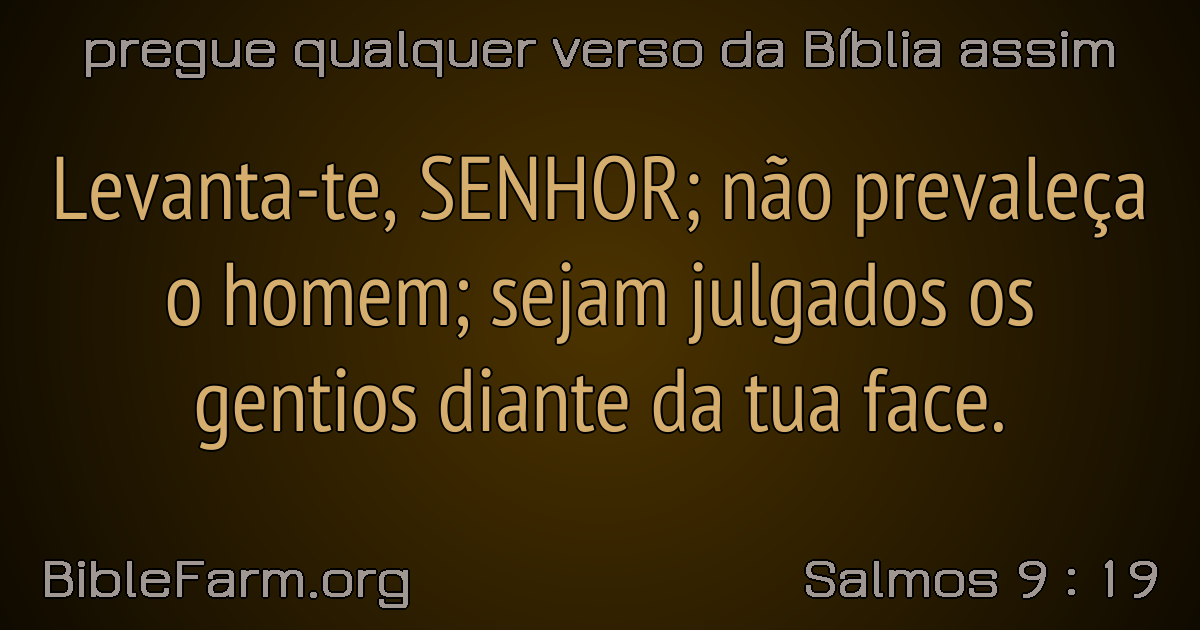 pregue qualquer verso da Bíblia assim
Levanta-te, SENHOR; não prevaleça
o homem; sejam julgados os
gentios diante da tua face.
BibleFarm.org
Salmos 9 : 19